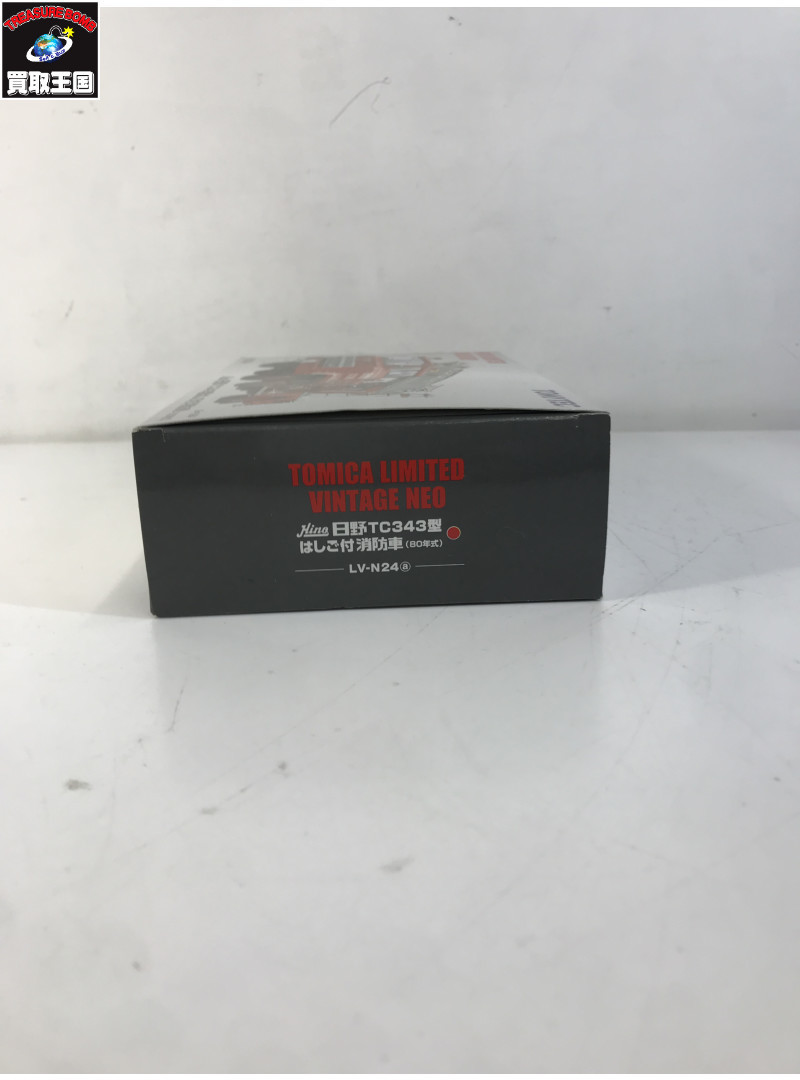 TREASURE BOMB
買取王国
TOMICA LIMITED
VINTAGE NEO
Hino 日野TC343型
はしご付消防車(80年式)
LV-N24ⓐ